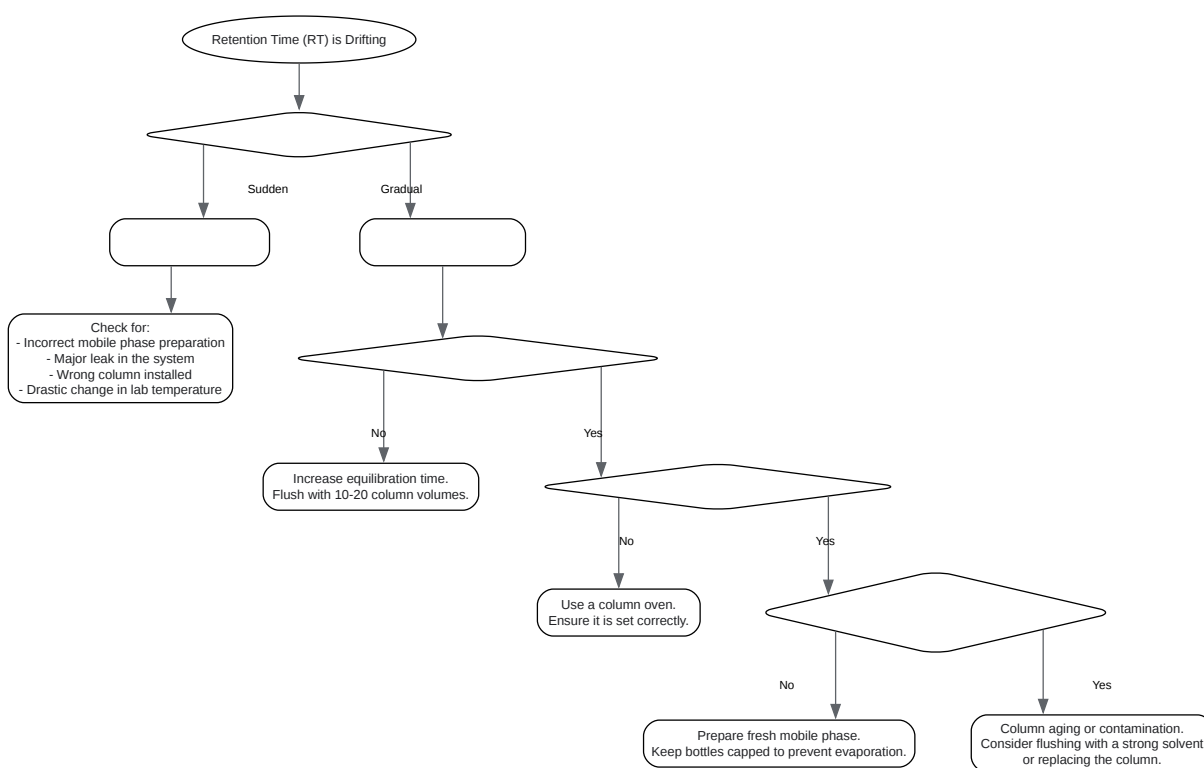 Retention Time (RT) is Drifting
Sudden
Gradual
Check for:
- Incorrect mobile phase preparation
- Major leak in the system
- Wrong column installed
- Drastic change in lab temperature
No
Yes
Increase equilibration time.
Flush with 10-20 column volumes.
No
Yes
Use a column oven.
Ensure it is set correctly.
No
Yes
Prepare fresh mobile phase.
Keep bottles capped to prevent evaporation.
Column aging or contamination.
Consider flushing with a strong solvent
or replacing the column.